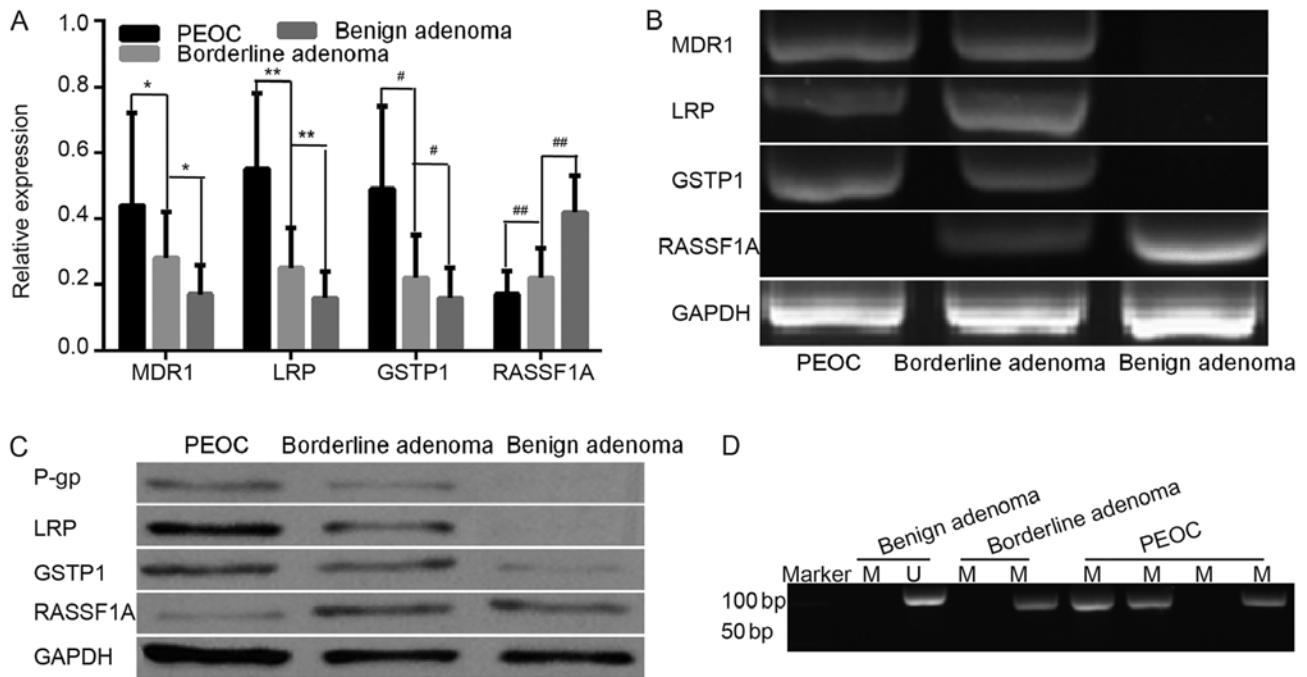 A
PEOC
Benign adenoma
Borderline adenoma
Relative expression
1.0
0.8
0.6
0.4
0.2
0.0
* ** # ##
* ** # ##
MDR1 LRP GSTP1 RASSF1A
B
MDR1
LRP
GSTP1
RASSF1A
GAPDH
PEOC Borderline adenoma Benign adenoma
C
PEOC Borderline adenoma Benign adenoma
P-gp
LRP
GSTP1
RASSF1A
GAPDH
D
Benign adenoma
Borderline adenoma
PEOC
Marker M U M M M M M M
100 bp
50 bp